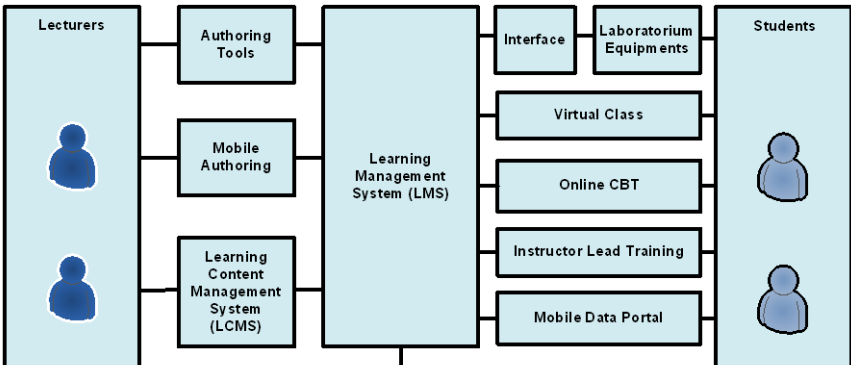 Lecturers
Authoring
Tools
Mobile
Authoring
Learning
Content
Management
System
(LCMS)
Learning
Management
System (LMS)
Interface
Laboratorium
Equipments
Virtual Class
Online CBT
Instructor Lead Training
Mobile Data Portal
Students